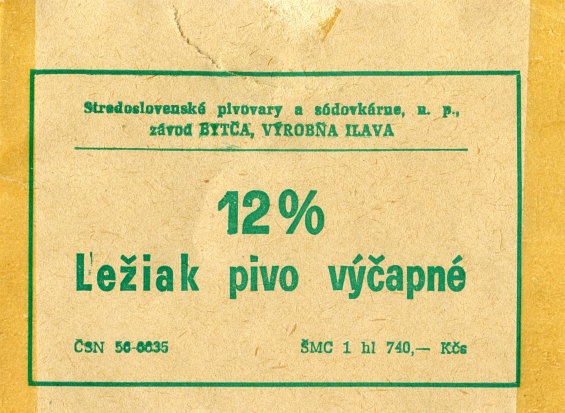 Stredoslovenské pivovary a sódovkárne, n. p.,
závod BYTČA, VÝROBŇA ILAVA
12%
Ležiak pivo výčapné
ČSN 56-6635
ŠMC 1 hl 740,— Kčs